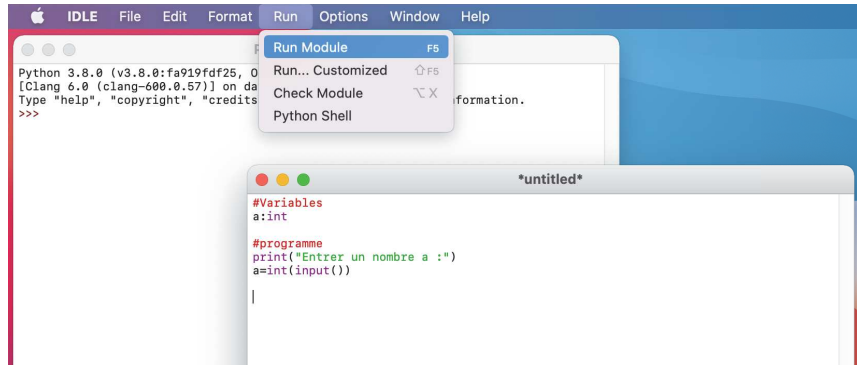 IDLE File Edit Format Run Options Window Help
Run Module F5
Run... Customized ⇧F5
Check Module ⌥X
Python Shell
Python 3.8.0 (v3.8.0:fa919fdf25, O
[Clang 6.0 (clang-600.0.57)] on da
Type "help", "copyright", "credits formation.
>>>
*untitled*
#Variables
a:int
#programme
print("Entrer un nombre a :")
a=int(input())